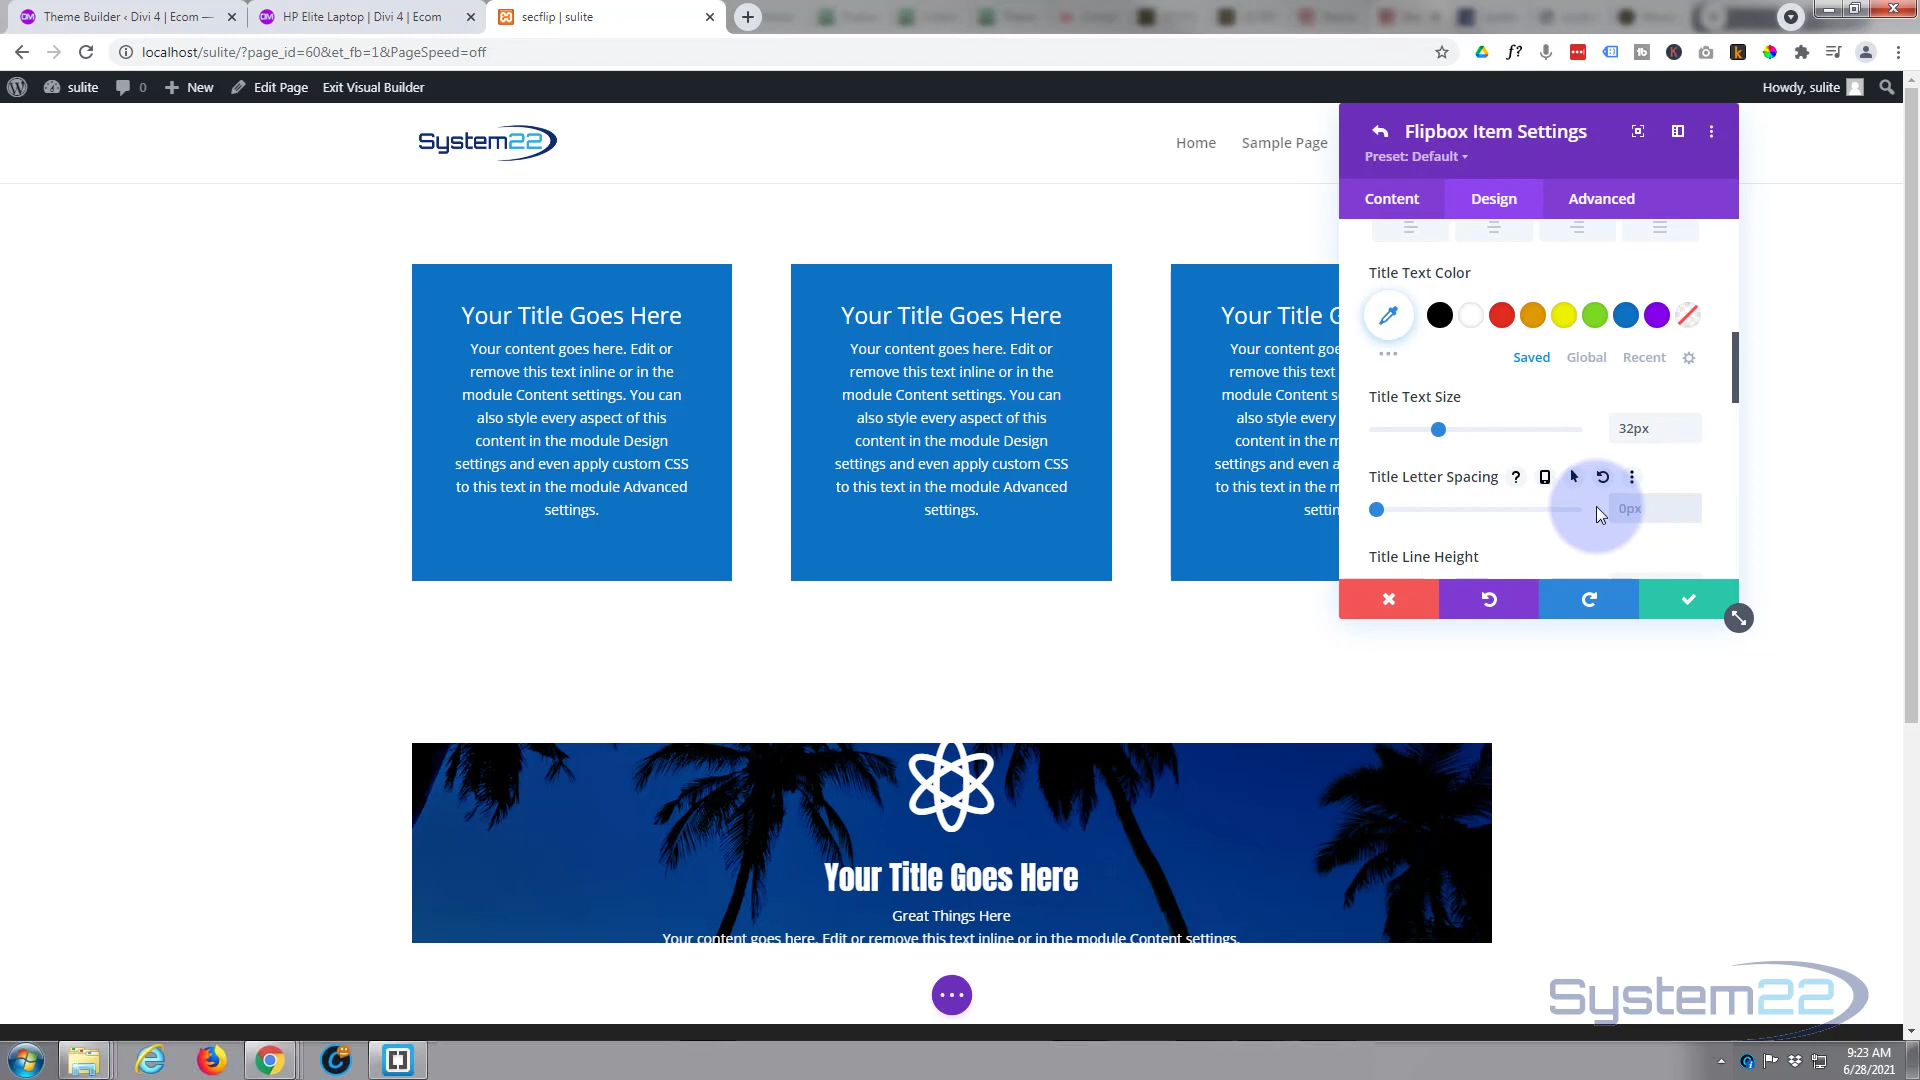 Theme Builder ‹ Divi 4 | Ecom —
HP Elite Laptop | Divi 4 | Ecom
secflip | sulite
localhost/sulite/?page_id=60&et_fb=1&PageSpeed=off
sulite
0
New
Edit Page
Exit Visual Builder
Howdy, sulite
System22
Home
Sample Page
Flipbox Item Settings
Preset: Default
Content
Design
Advanced
Title Text Color
Saved
Global
Recent
Title Text Size
32px
Title Letter Spacing
0px
Title Line Height
Your Title Goes Here
Your content goes here. Edit or
remove this text inline or in the
module Content settings. You can
also style every aspect of this
content in the module Design
settings and even apply custom CSS
to this text in the module Advanced
settings.
Your Title Goes Here
Your content goes here. Edit or
remove this text inline or in the
module Content settings. You can
also style every aspect of this
content in the module Design
settings and even apply custom CSS
to this text in the module Advanced
settings.
Your Title G
Your content goe
remove this text
module Content s
also style every a
content in the m
settings and even a
to this text in the m
settin
Your Title Goes Here
Great Things Here
Your content goes here. Edit or remove this text inline or in the module Content settings.
System22
9:23 AM
6/28/2021